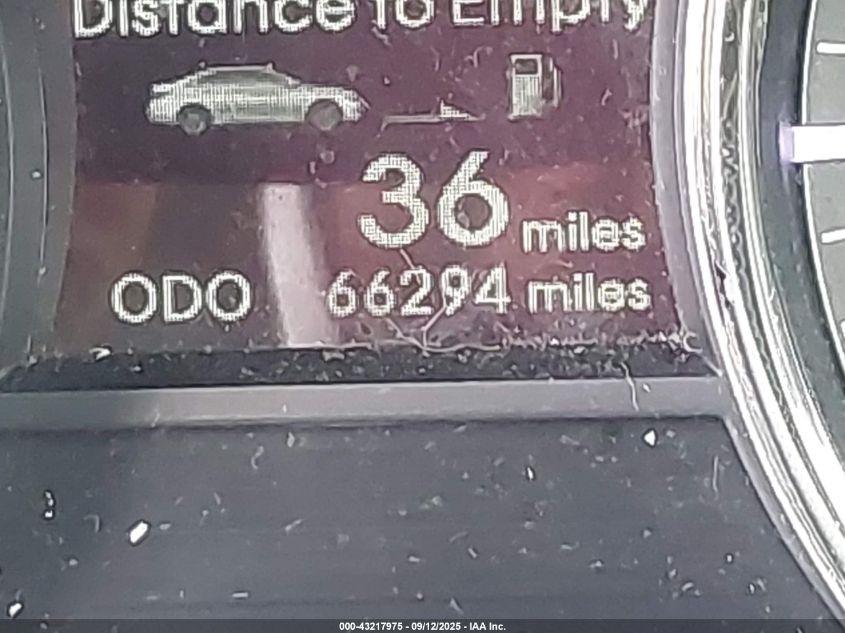 Distance to Empty
36 miles
ODO 66294 miles
000-43217975 - 09/12/2025 - IAA Inc.